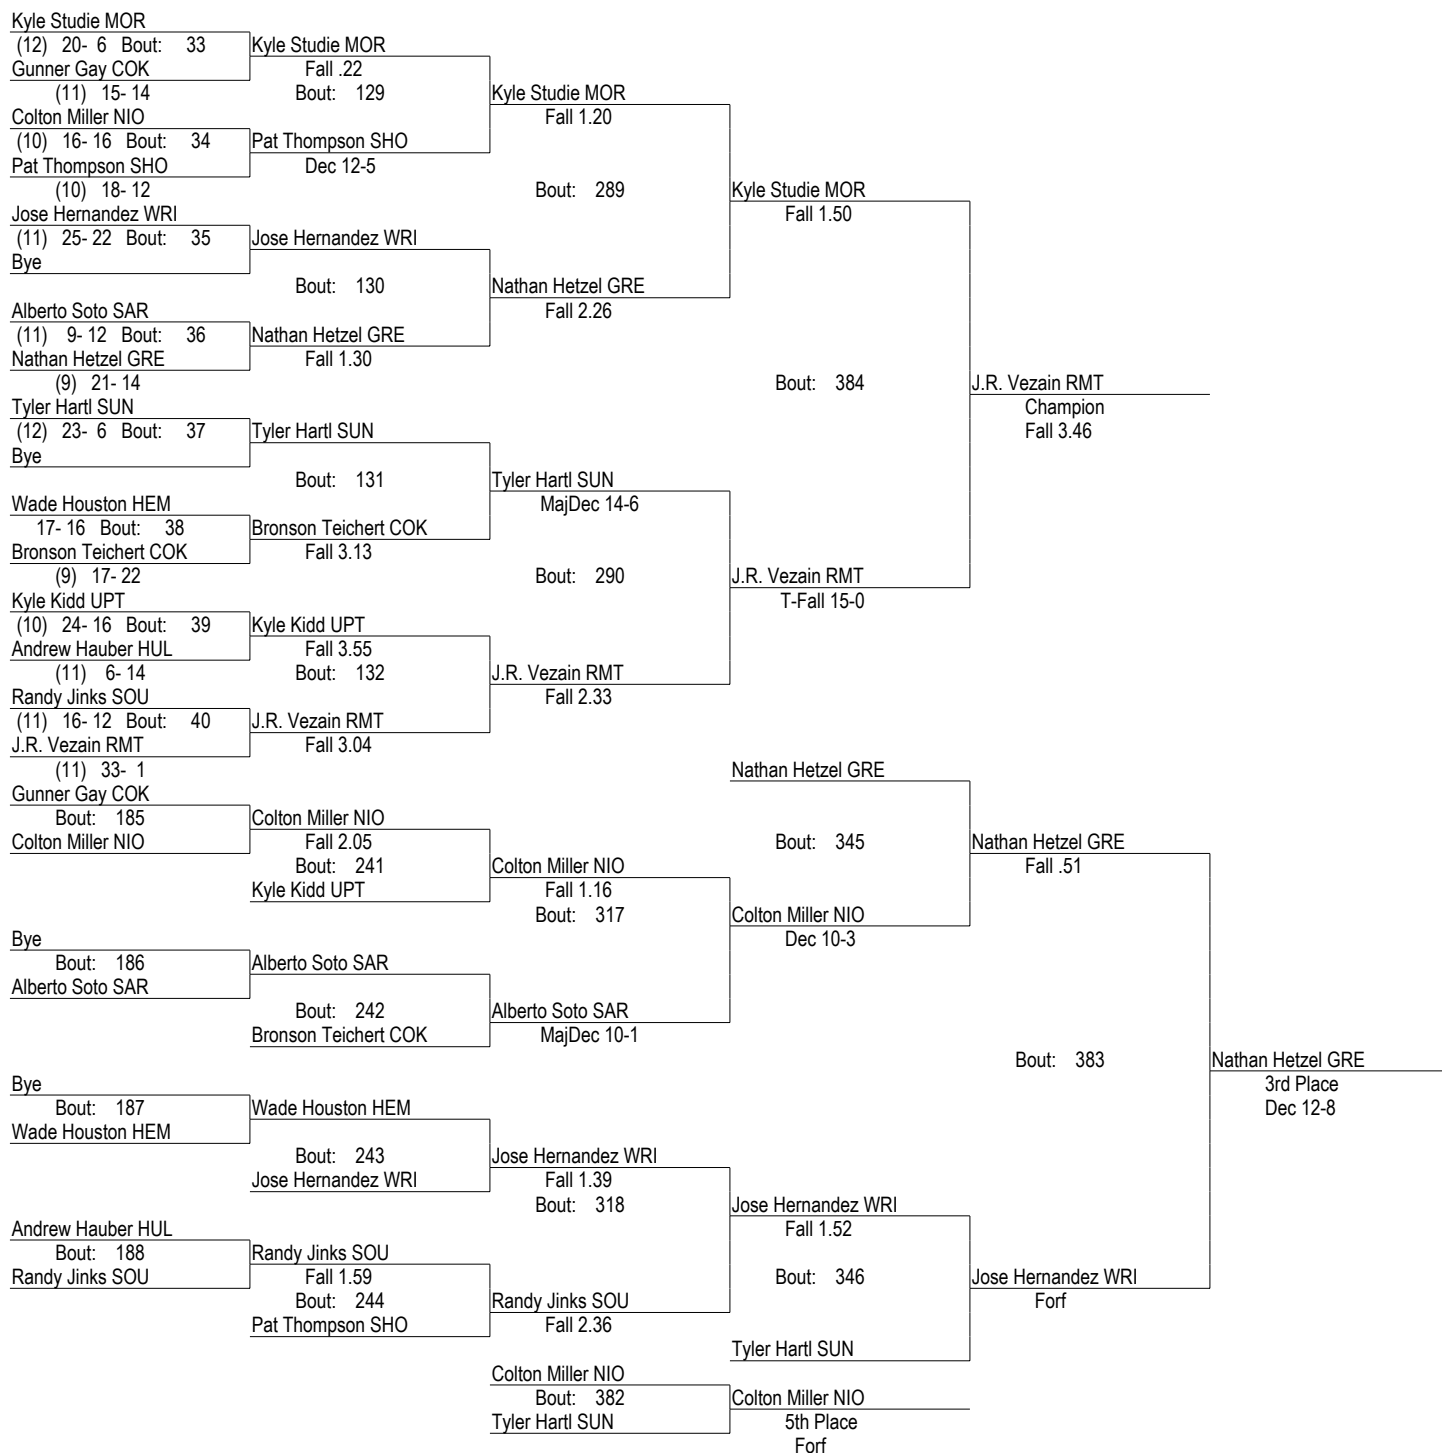 Kyle Studie MOR
(12) 20- 6 Bout: 33
Gunner Gay COK
(11) 15- 14
Colton Miller NIO
(10) 16- 16 Bout: 34
Pat Thompson SHO
(10) 18- 12
Jose Hernandez WRI
(11) 25- 22 Bout: 35
Bye
Alberto Soto SAR
(11) 9- 12 Bout: 36
Nathan Hetzel GRE
(9) 21- 14
Tyler Hartl SUN
(12) 23- 6 Bout: 37
Bye
Wade Houston HEM
17- 16 Bout: 38
Bronson Teichert COK
(9) 17- 22
Kyle Kidd UPT
(10) 24- 16 Bout: 39
Andrew Hauber HUL
(11) 6- 14
Randy Jinks SOU
(11) 16- 12 Bout: 40
J.R. Vezain RMT
(11) 33- 1
Kyle Studie MOR
Fall .22
Bout: 129
Pat Thompson SHO
Dec 12-5
Jose Hernandez WRI
Bout: 130
Nathan Hetzel GRE
Fall 1.30
Tyler Hartl SUN
Bout: 131
Bronson Teichert COK
Fall 3.13
Kyle Kidd UPT
Fall 3.55
Bout: 132
J.R. Vezain RMT
Fall 3.04
Kyle Studie MOR
Fall 1.20
Bout: 289
Nathan Hetzel GRE
Fall 2.26
Tyler Hartl SUN
MajDec 14-6
Bout: 290
J.R. Vezain RMT
Fall 2.33
Kyle Studie MOR
Fall 1.50
Bout: 384
J.R. Vezain RMT
T-Fall 15-0
J.R. Vezain RMT
Champion
Fall 3.46
Gunner Gay COK
Bout: 185
Colton Miller NIO
Bye
Bout: 186
Alberto Soto SAR
Bye
Bout: 187
Wade Houston HEM
Andrew Hauber HUL
Bout: 188
Randy Jinks SOU
Colton Miller NIO
Fall 2.05
Bout: 241
Kyle Kidd UPT
Alberto Soto SAR
Bout: 242
Bronson Teichert COK
Wade Houston HEM
Bout: 243
Jose Hernandez WRI
Randy Jinks SOU
Fall 1.59
Bout: 244
Pat Thompson SHO
Colton Miller NIO
Fall 1.16
Bout: 317
Alberto Soto SAR
MajDec 10-1
Jose Hernandez WRI
Fall 1.39
Bout: 318
Randy Jinks SOU
Fall 2.36
Nathan Hetzel GRE
Bout: 345
Colton Miller NIO
Dec 10-3
Jose Hernandez WRI
Fall 1.52
Bout: 346
Tyler Hartl SUN
Nathan Hetzel GRE
Fall .51
Bout: 383
Jose Hernandez WRI
Forf
Nathan Hetzel GRE
3rd Place
Dec 12-8
Colton Miller NIO
Bout: 382
Tyler Hartl SUN
Colton Miller NIO
5th Place
Forf